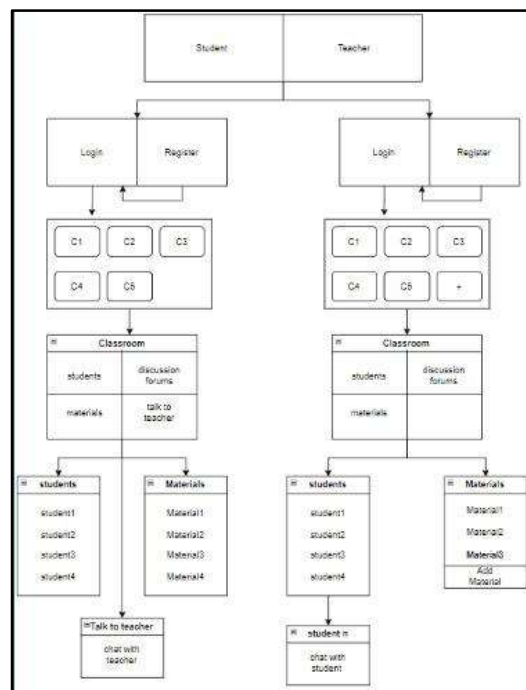 Student Teacher
Login Register Login Register
C1 C2 C3 C1 C2 C3
C4 C5 C4 C5 +
Classroom Classroom
students discussion forums students discussion forums
materials talk to teacher materials
students Materials students Materials
student1 Material1 student1 Material1
student2 Material2 student2 Material2
student3 Material3 student3 Material3
student4 Material4 student4 Add Material
Talk to teacher student n
chat with teacher chat with student